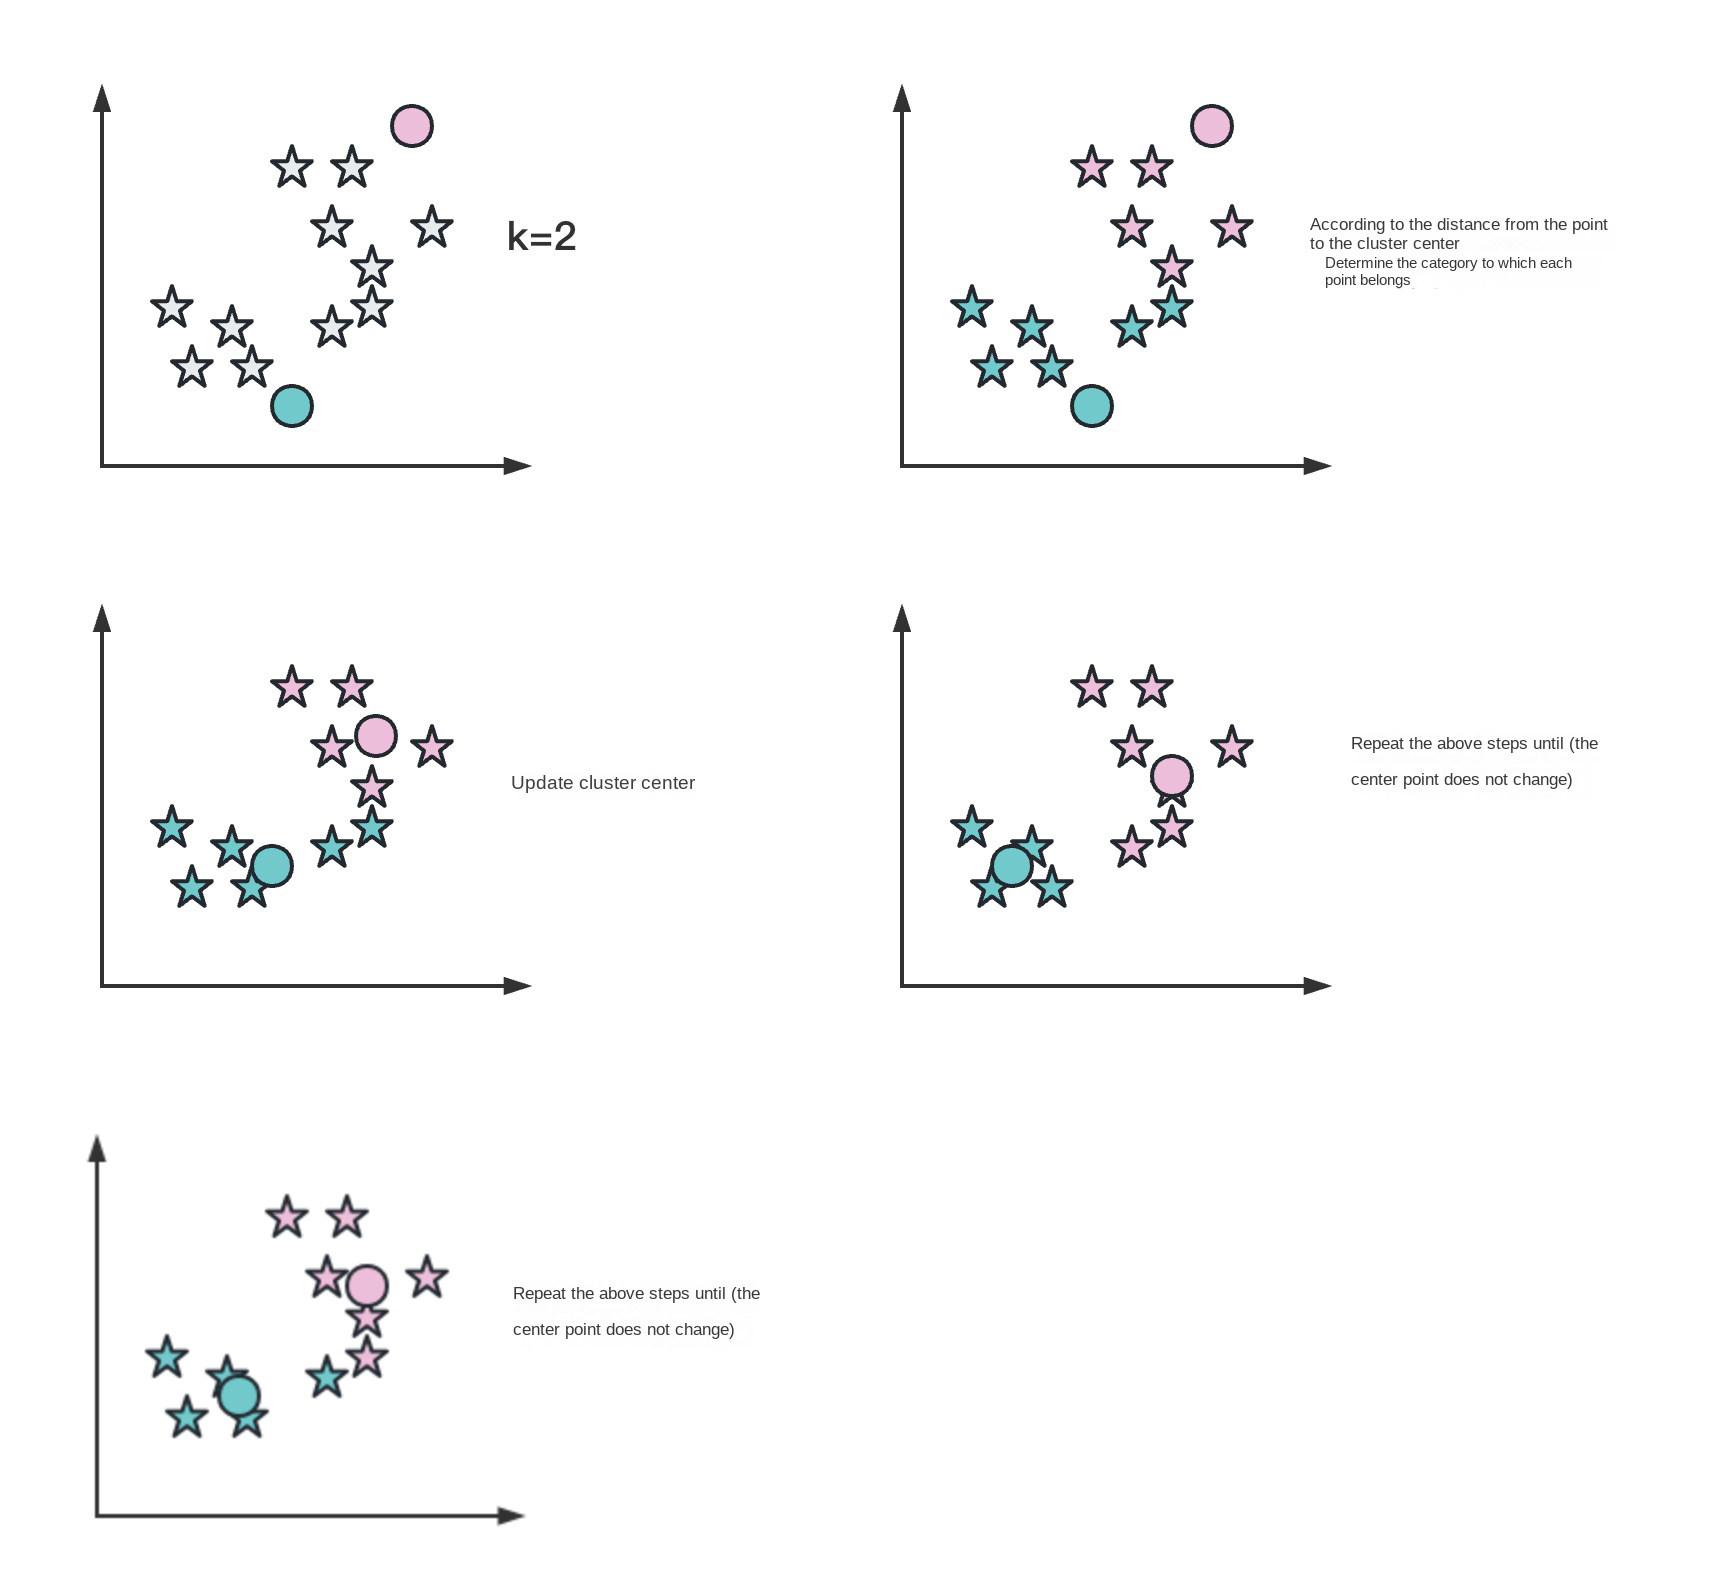 k=2
According to the distance from the point
to the cluster center
Determine the category to which each
point belongs
Update cluster center
Repeat the above steps until (the
center point does not change)
Repeat the above steps until (the
center point does not change)